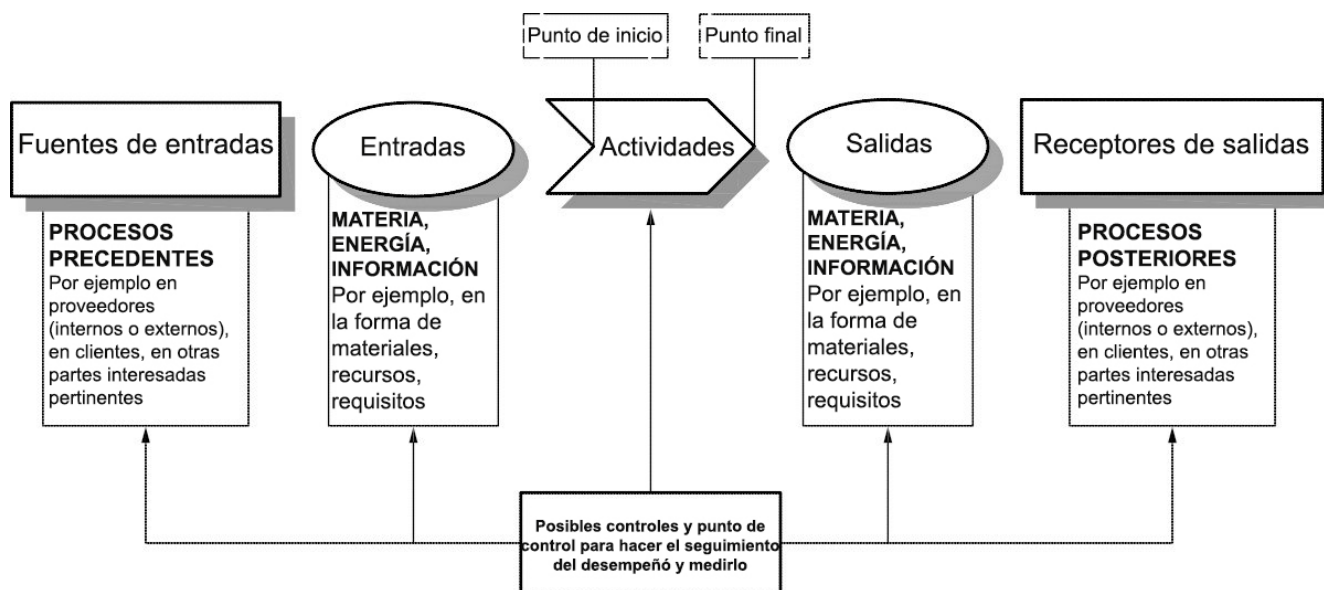 Punto de inicio
Punto final
Fuentes de entradas
Entradas
Actividades
Salidas
Receptores de salidas
PROCESOS
PRECEDENTES
Por ejemplo en
proveedores
(internos o externos),
en clientes, en otras
partes interesadas
pertinentes
MATERIA,
ENERGÍA,
INFORMACIÓN
Por ejemplo, en
la forma de
materiales,
recursos,
requisitos
MATERIA,
ENERGÍA,
INFORMACIÓN
Por ejemplo, en
la forma de
materiales,
recursos,
requisitos
PROCESOS
POSTERIORES
Por ejemplo en
proveedores
(internos o externos),
en clientes, en otras
partes interesadas
pertinentes
Posibles controles y punto de
control para hacer el seguimiento
del desempeñó y medirlo